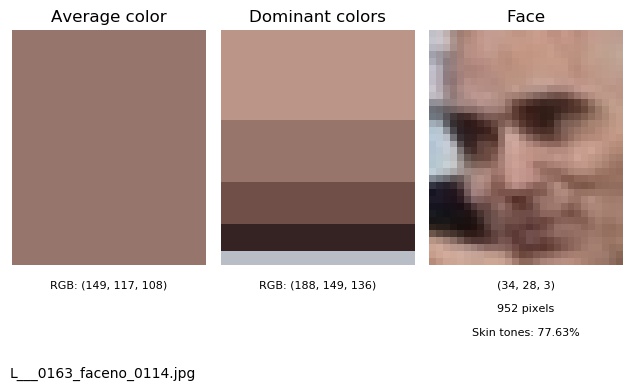 Average color
Dominant colors
Face
RGB: (149, 117, 108)
RGB: (188, 149, 136)
(34, 28, 3)
952 pixels
Skin tones: 77.63%
L___0163_faceno_0114.jpg